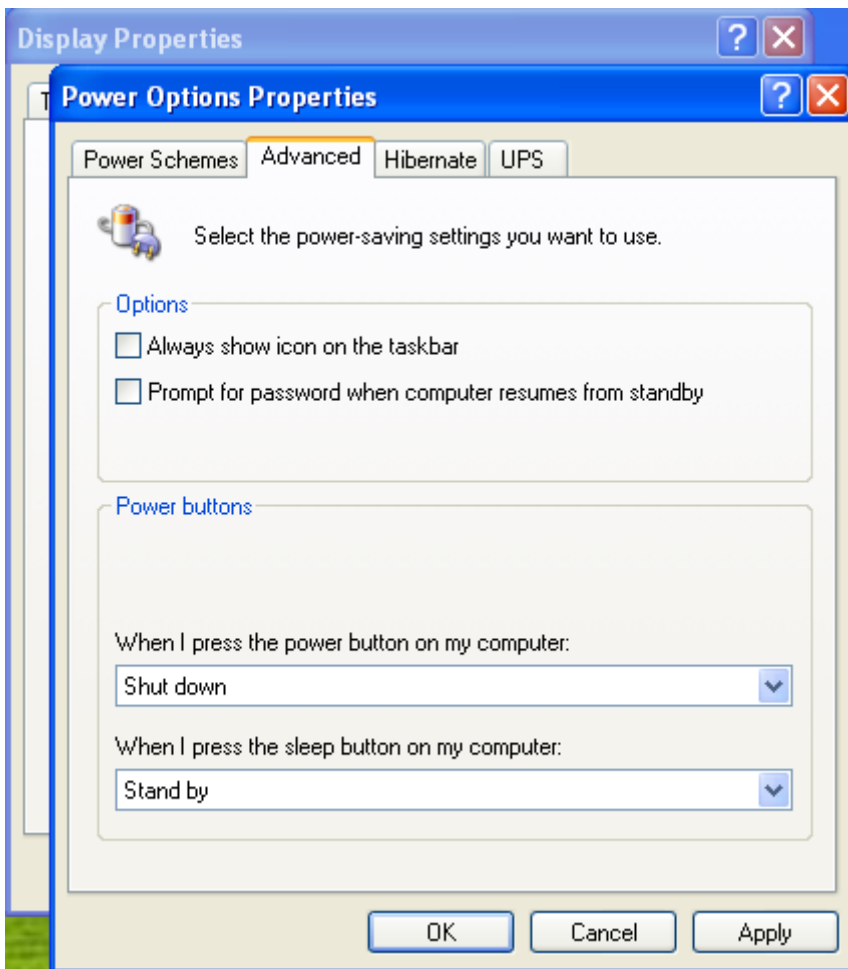 Display Properties
Power Options Properties
Power Schemes Advanced Hibernate UPS
Select the power-saving settings you want to use.
Options
Always show icon on the taskbar
Prompt for password when computer resumes from standby
Power buttons
When I press the power button on my computer:
Shut down
When I press the sleep button on my computer:
Stand by
OK Cancel Apply